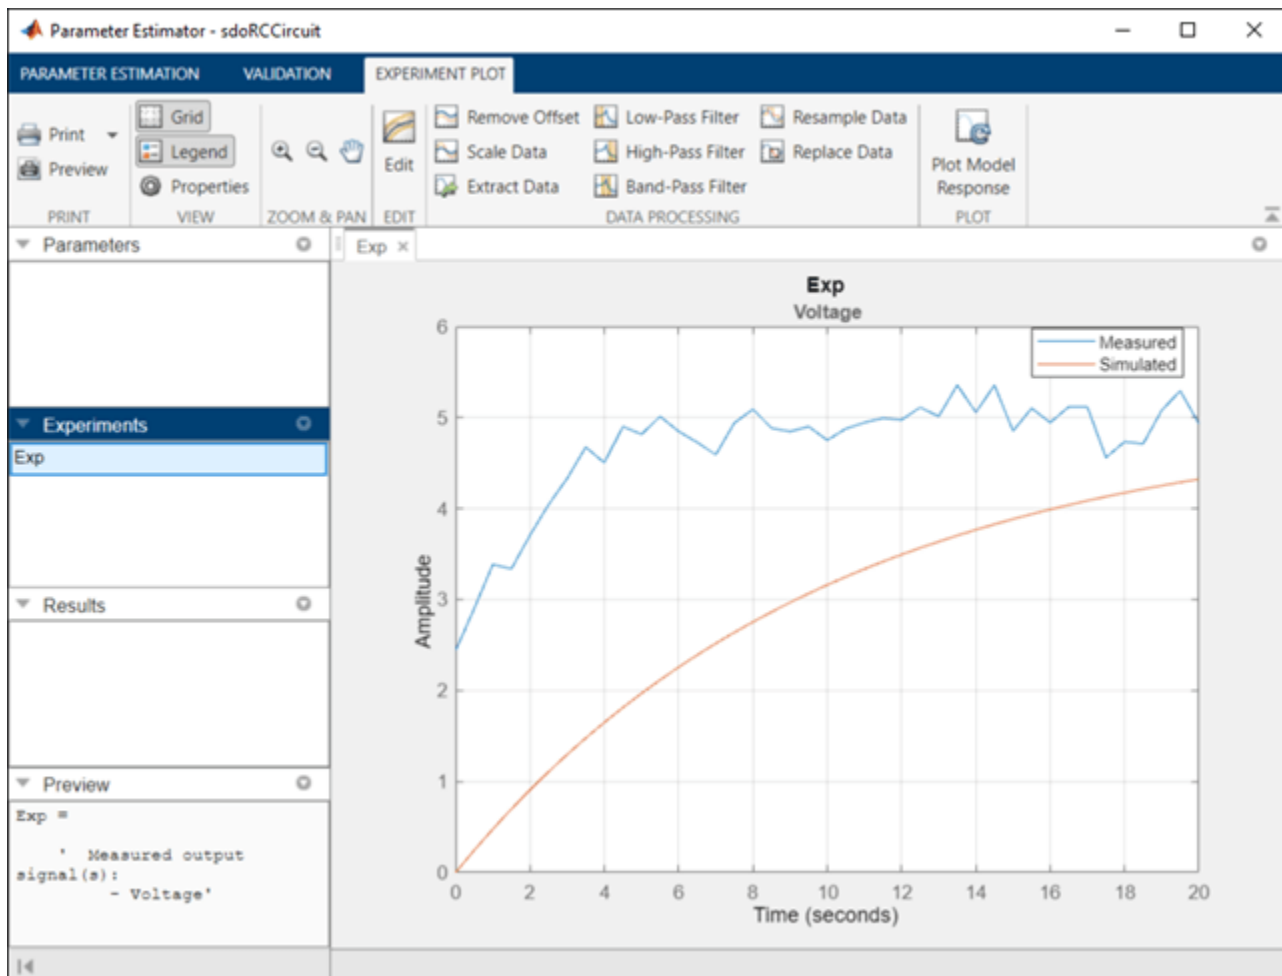 Parameter Estimator - sdoRCCircuit
PARAMETER ESTIMATION VALIDATION EXPERIMENT PLOT
Print
Preview
PRINT
Grid
Legend
Properties
VIEW
ZOOM & PAN
Edit
EDIT
Remove Offset
Scale Data
Extract Data
Low-Pass Filter
High-Pass Filter
Band-Pass Filter
Resample Data
Replace Data
DATA PROCESSING
Plot Model
Response
PLOT
Parameters
Experiments
Exp
Results
Preview
Exp =
'  Measured output
signal(s):
- Voltage'
Exp
Exp
Voltage
Measured
Simulated
Amplitude
6
5
4
3
2
1
0
0 2 4 6 8 10 12 14 16 18 20
Time (seconds)